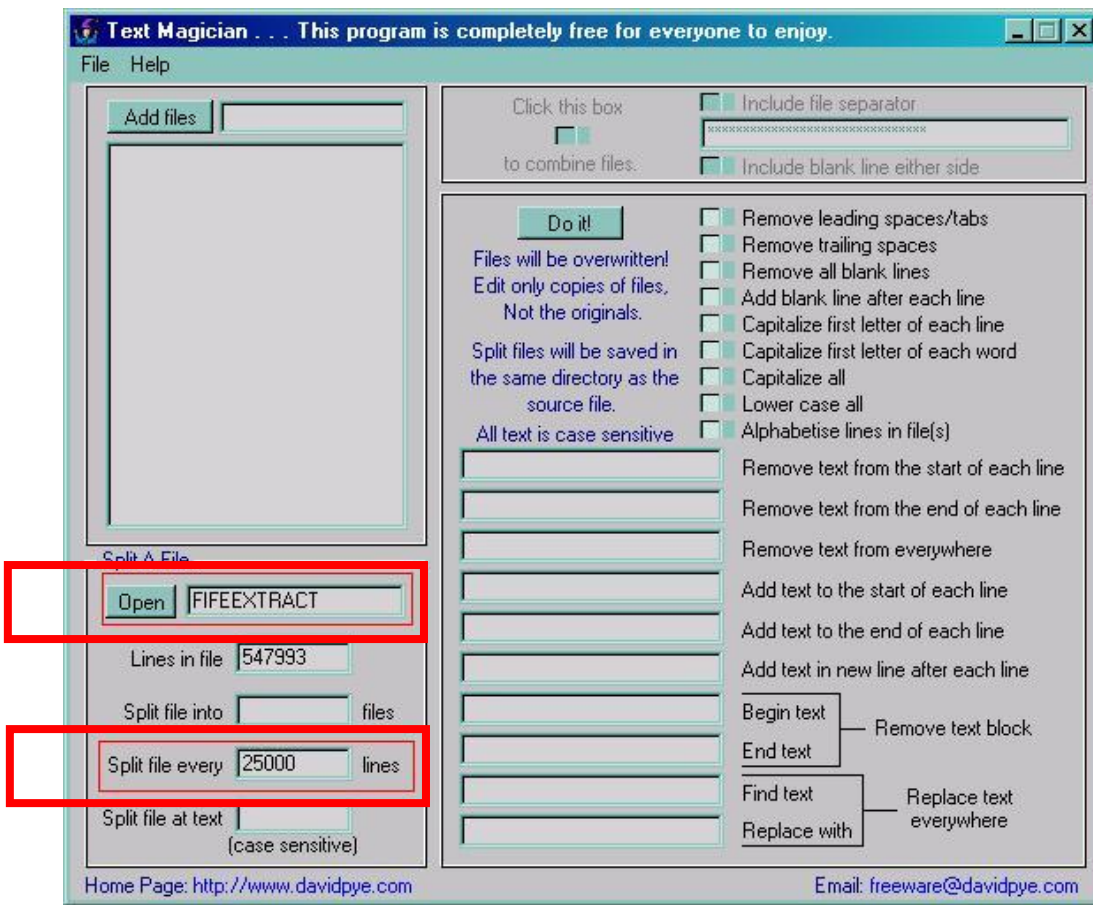 Text Magician . . . This program is completely free for everyone to enjoy.
File Help
Add files
Click this box
to combine files.
Include file separator
Include blank line either side
Do it!
Files will be overwritten!
Edit only copies of files,
Not the originals.
Split files will be saved in
the same directory as the
source file.
All text is case sensitive
Remove leading spaces/tabs
Remove trailing spaces
Remove all blank lines
Add blank line after each line
Capitalize first letter of each line
Capitalize first letter of each word
Capitalize all
Lower case all
Alphabetise lines in file(s)
Remove text from the start of each line
Remove text from the end of each line
Remove text from everywhere
Add text to the start of each line
Add text to the end of each line
Add text in new line after each line
Begin text
End text
Remove text block
Find text
Replace with
Replace text
everywhere
Split A File
Open FIFEEXTRACT
Lines in file 547993
Split file into files
Split file every 25000 lines
Split file at text
(case sensitive)
Home Page: http://www.davidpye.com
Email: freeware@davidpye.com